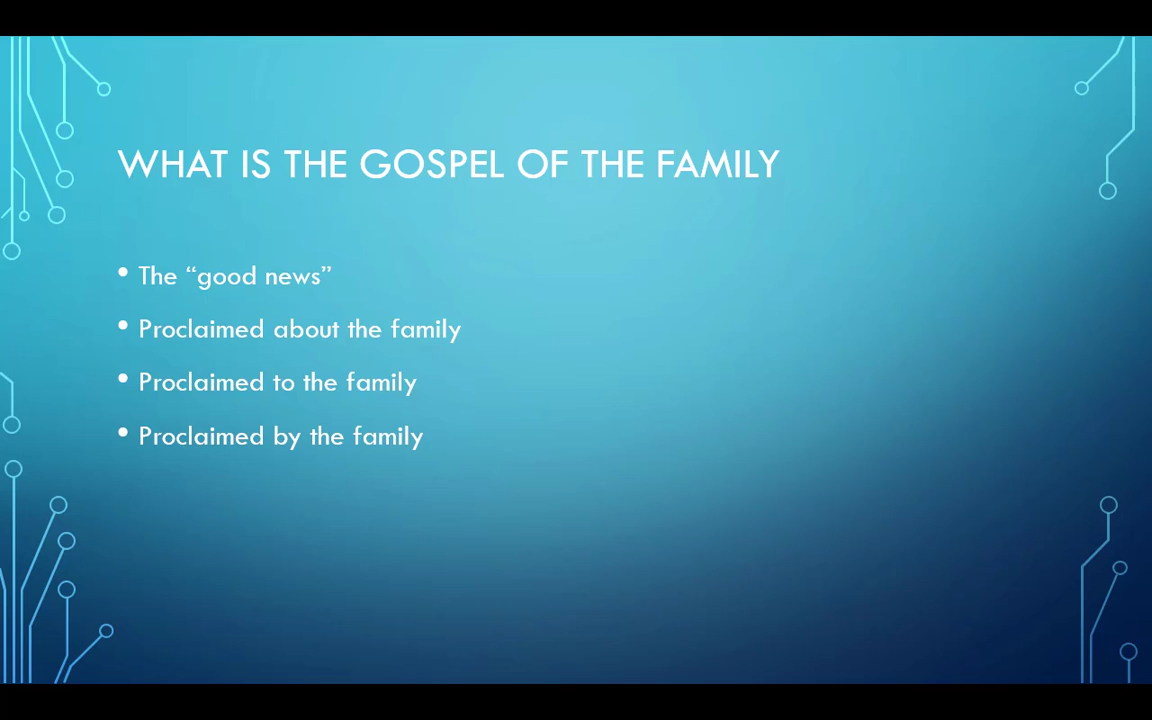 WHAT IS THE GOSPEL OF THE FAMILY
• The “good news”
• Proclaimed about the family
• Proclaimed to the family
• Proclaimed by the family